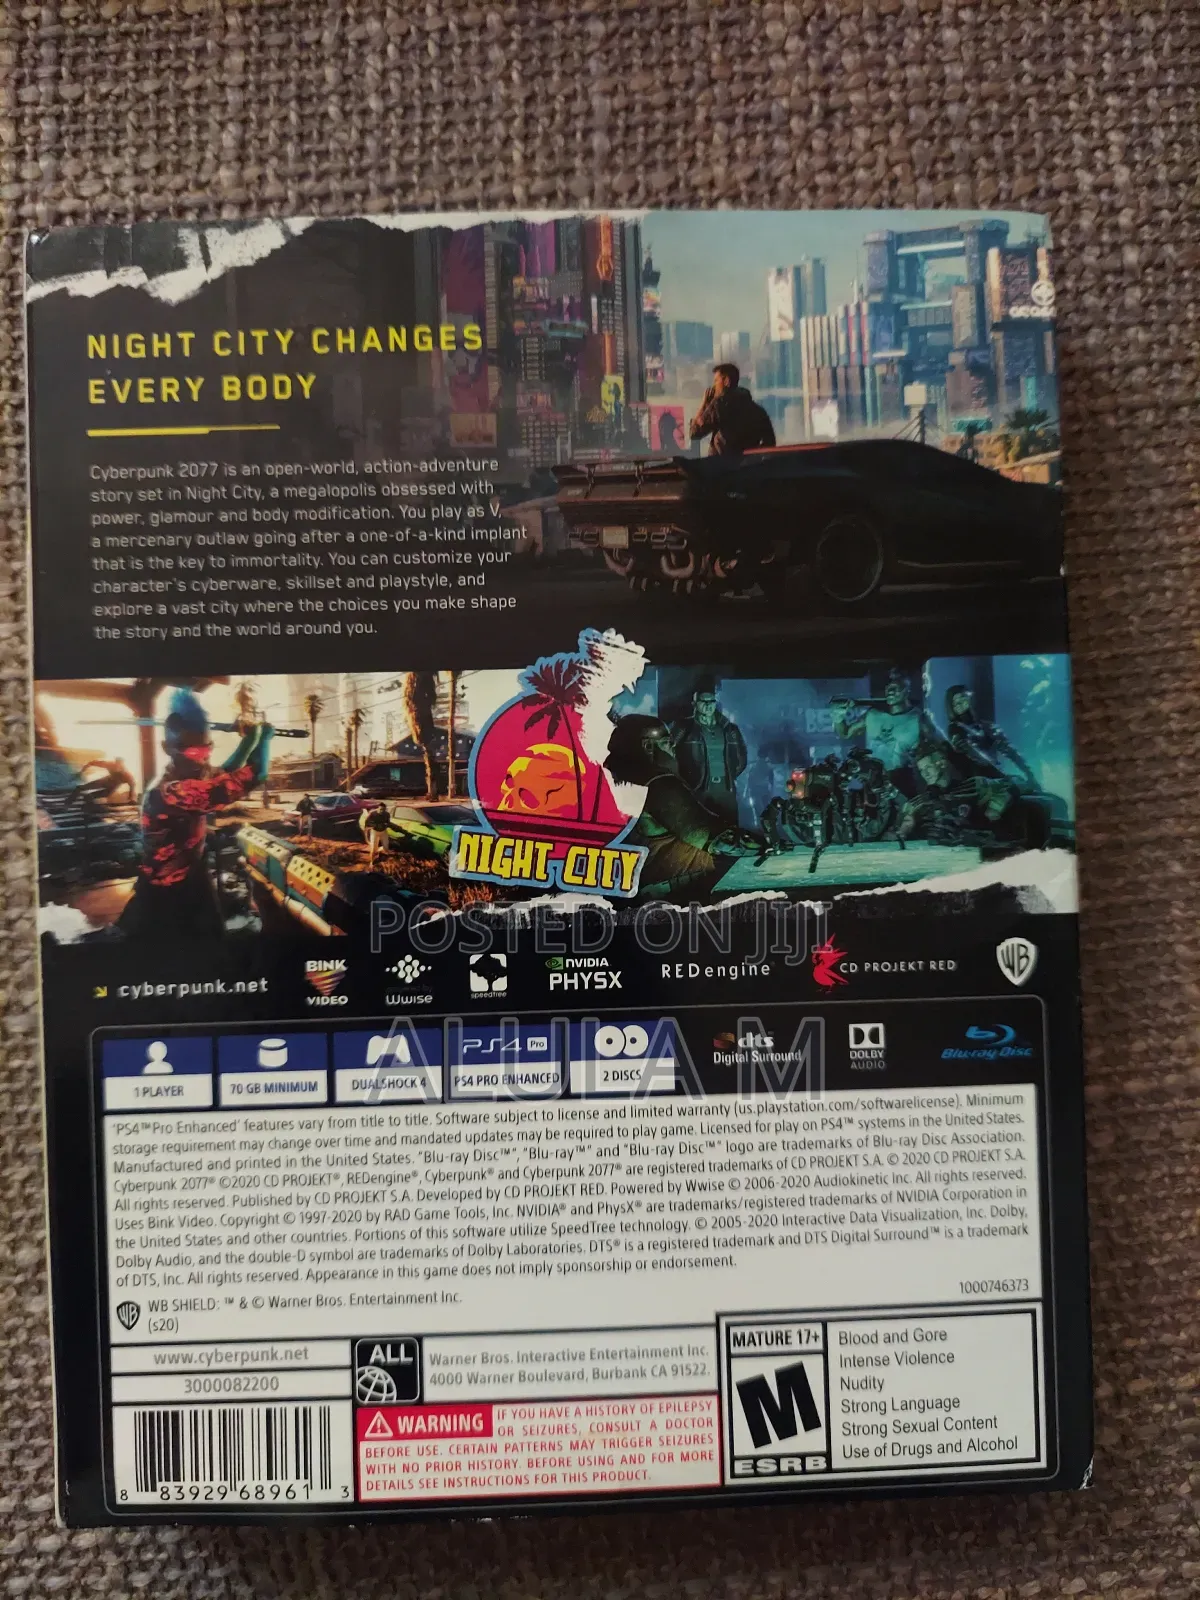 NIGHT CITY CHANGES
EVERY BODY
Cyberpunk 2077 is an open-world, action-adventure
story set in Night City, a megalopolis obsessed with
power, glamour and body modification. You play as V,
a mercenary outlaw going after a one-of-a-kind implant
that is the key to immortality. You can customize your
character's cyberware, skillset and playstyle, and
explore a vast city where the choices you make shape
the story and the world around you.
NIGHT CITY
POSTED ON JIJI
cyberpunk.net
BINK
VIDEO
powered by
Wwise
speedtree
NVIDIA
PHYSX
REDengine
CD PROJEKT RED
WB
ALULA M
1 PLAYER
70 GB MINIMUM
DUALSHOCK 4
PS4 Pro
PS4 PRO ENHANCED
2 DISCS
dts
Digital Surround
DOLBY
AUDIO
Blu-ray Disc
'PS4™ Pro Enhanced' features vary from title to title. Software subject to license and limited warranty (us.playstation.com/softwarelicense). Minimum
storage requirement may change over time and mandated updates may be required to play game. Licensed for play on PS4™ systems in the United States.
Manufactured and printed in the United States. "Blu-ray Disc™", "Blu-ray™" and "Blu-ray Disc™" logo are trademarks of Blu-ray Disc Association.
Cyberpunk 2077® ©2020 CD PROJEKT®, REDengine®, Cyberpunk® and Cyberpunk 2077® are registered trademarks of CD PROJEKT S.A. © 2020 CD PROJEKT S.A.
All rights reserved. Published by CD PROJEKT S.A. Developed by CD PROJEKT RED. Powered by Wwise © 2006-2020 Audiokinetic Inc. All rights reserved.
Uses Bink Video. Copyright © 1997-2020 by RAD Game Tools, Inc. NVIDIA® and PhysX® are trademarks/registered trademarks of NVIDIA Corporation in
the United States and other countries. Portions of this software utilize SpeedTree technology. © 2005-2020 Interactive Data Visualization, Inc. Dolby,
Dolby Audio, and the double-D symbol are trademarks of Dolby Laboratories. DTS® is a registered trademark and DTS Digital Surround™ is a trademark
of DTS, Inc. All rights reserved. Appearance in this game does not imply sponsorship or endorsement.
1000746373
WB SHIELD: ™ & © Warner Bros. Entertainment Inc.
(s20)
www.cyberpunk.net
3000082200
ALL
Warner Bros. Interactive Entertainment Inc.
4000 Warner Boulevard, Burbank CA 91522.
WARNING IF YOU HAVE A HISTORY OF EPILEPSY
OR SEIZURES, CONSULT A DOCTOR
BEFORE USE. CERTAIN PATTERNS MAY TRIGGER SEIZURES
WITH NO PRIOR HISTORY. BEFORE USING AND FOR MORE
DETAILS SEE INSTRUCTIONS FOR THIS PRODUCT.
8 83929 68961 3
MATURE 17+
M
ESRB
Blood and Gore
Intense Violence
Nudity
Strong Language
Strong Sexual Content
Use of Drugs and Alcohol